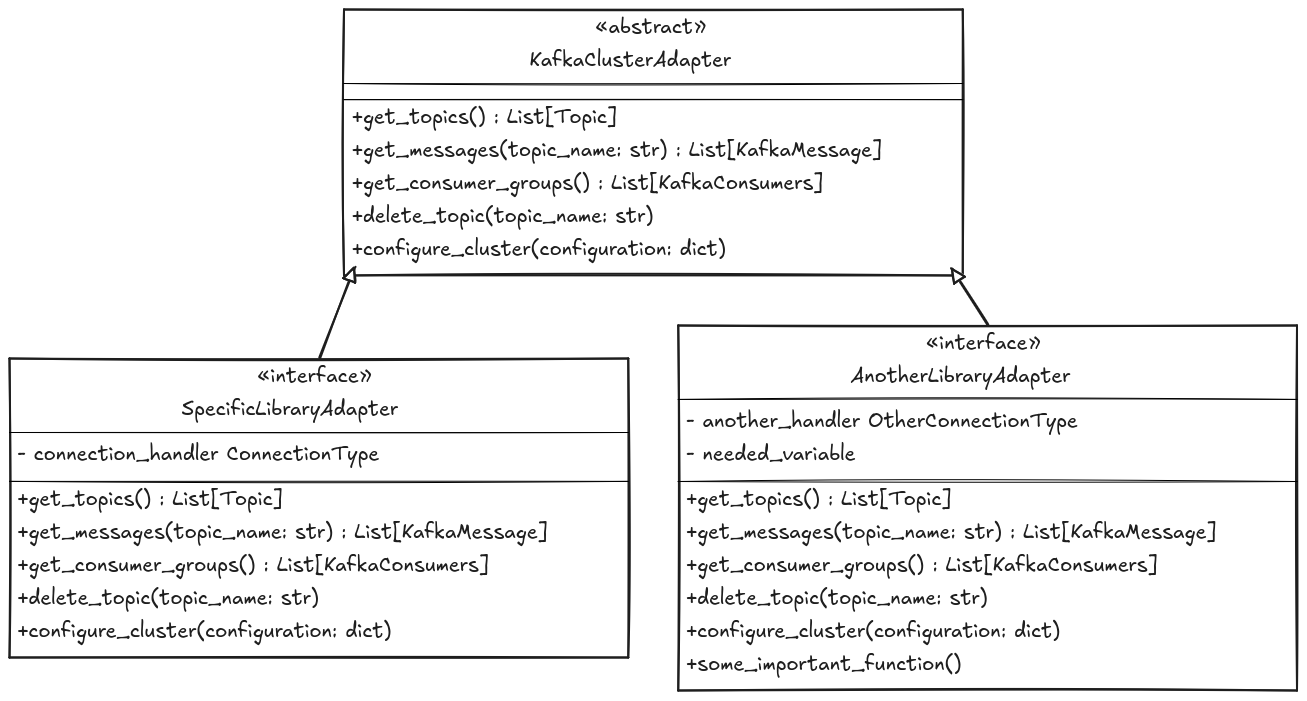 «abstract»
KafkaClusterAdapter
+get_topics() : List[Topic]
+get_messages(topic_name: str) : List[KafkaMessage]
+get_consumer_groups() : List[KafkaConsumers]
+delete_topic(topic_name: str)
+configure_cluster(configuration: dict)
«interface»
SpecificLibraryAdapter
- connection_handler ConnectionType
+get_topics() : List[Topic]
+get_messages(topic_name: str) : List[KafkaMessage]
+get_consumer_groups() : List[KafkaConsumers]
+delete_topic(topic_name: str)
+configure_cluster(configuration: dict)
«interface»
AnotherLibraryAdapter
- another_handler OtherConnectionType
- needed_variable
+get_topics() : List[Topic]
+get_messages(topic_name: str) : List[KafkaMessage]
+get_consumer_groups() : List[KafkaConsumers]
+delete_topic(topic_name: str)
+configure_cluster(configuration: dict)
+some_important_function()